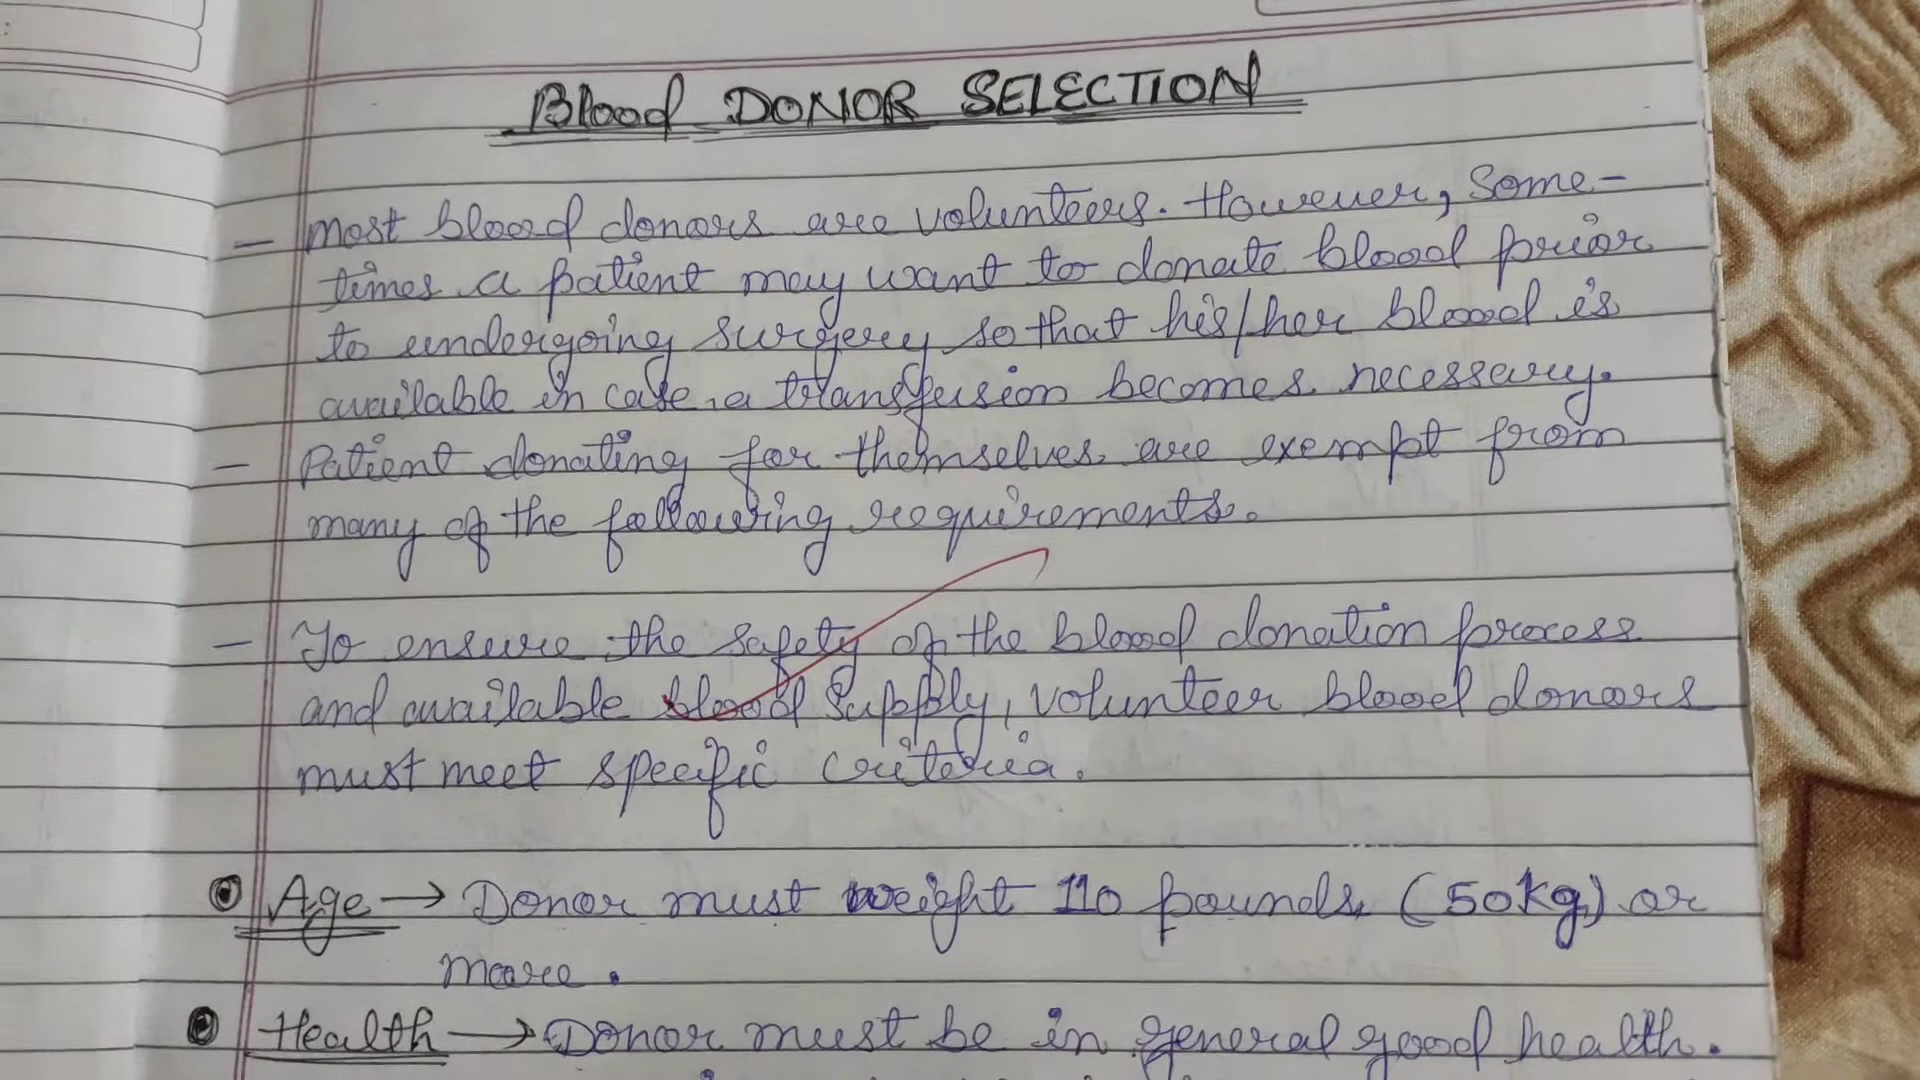 Blood DONOR SELECTION
— Most blood donors are volunteers. However, some-
times a patient may want to donate blood prior
to undergoing surgery so that his/her blood is
available in case a transfusion becomes necessary.
— Patient donating for themselves are exempt from
many of the following requirements.
— To ensure the safety of the blood donation process
and available blood supply, volunteer blood donors
must meet specific criteria.
Age → Donor must weight 110 pounds (50kg) or
more.
Health → Donor must be in general good health.